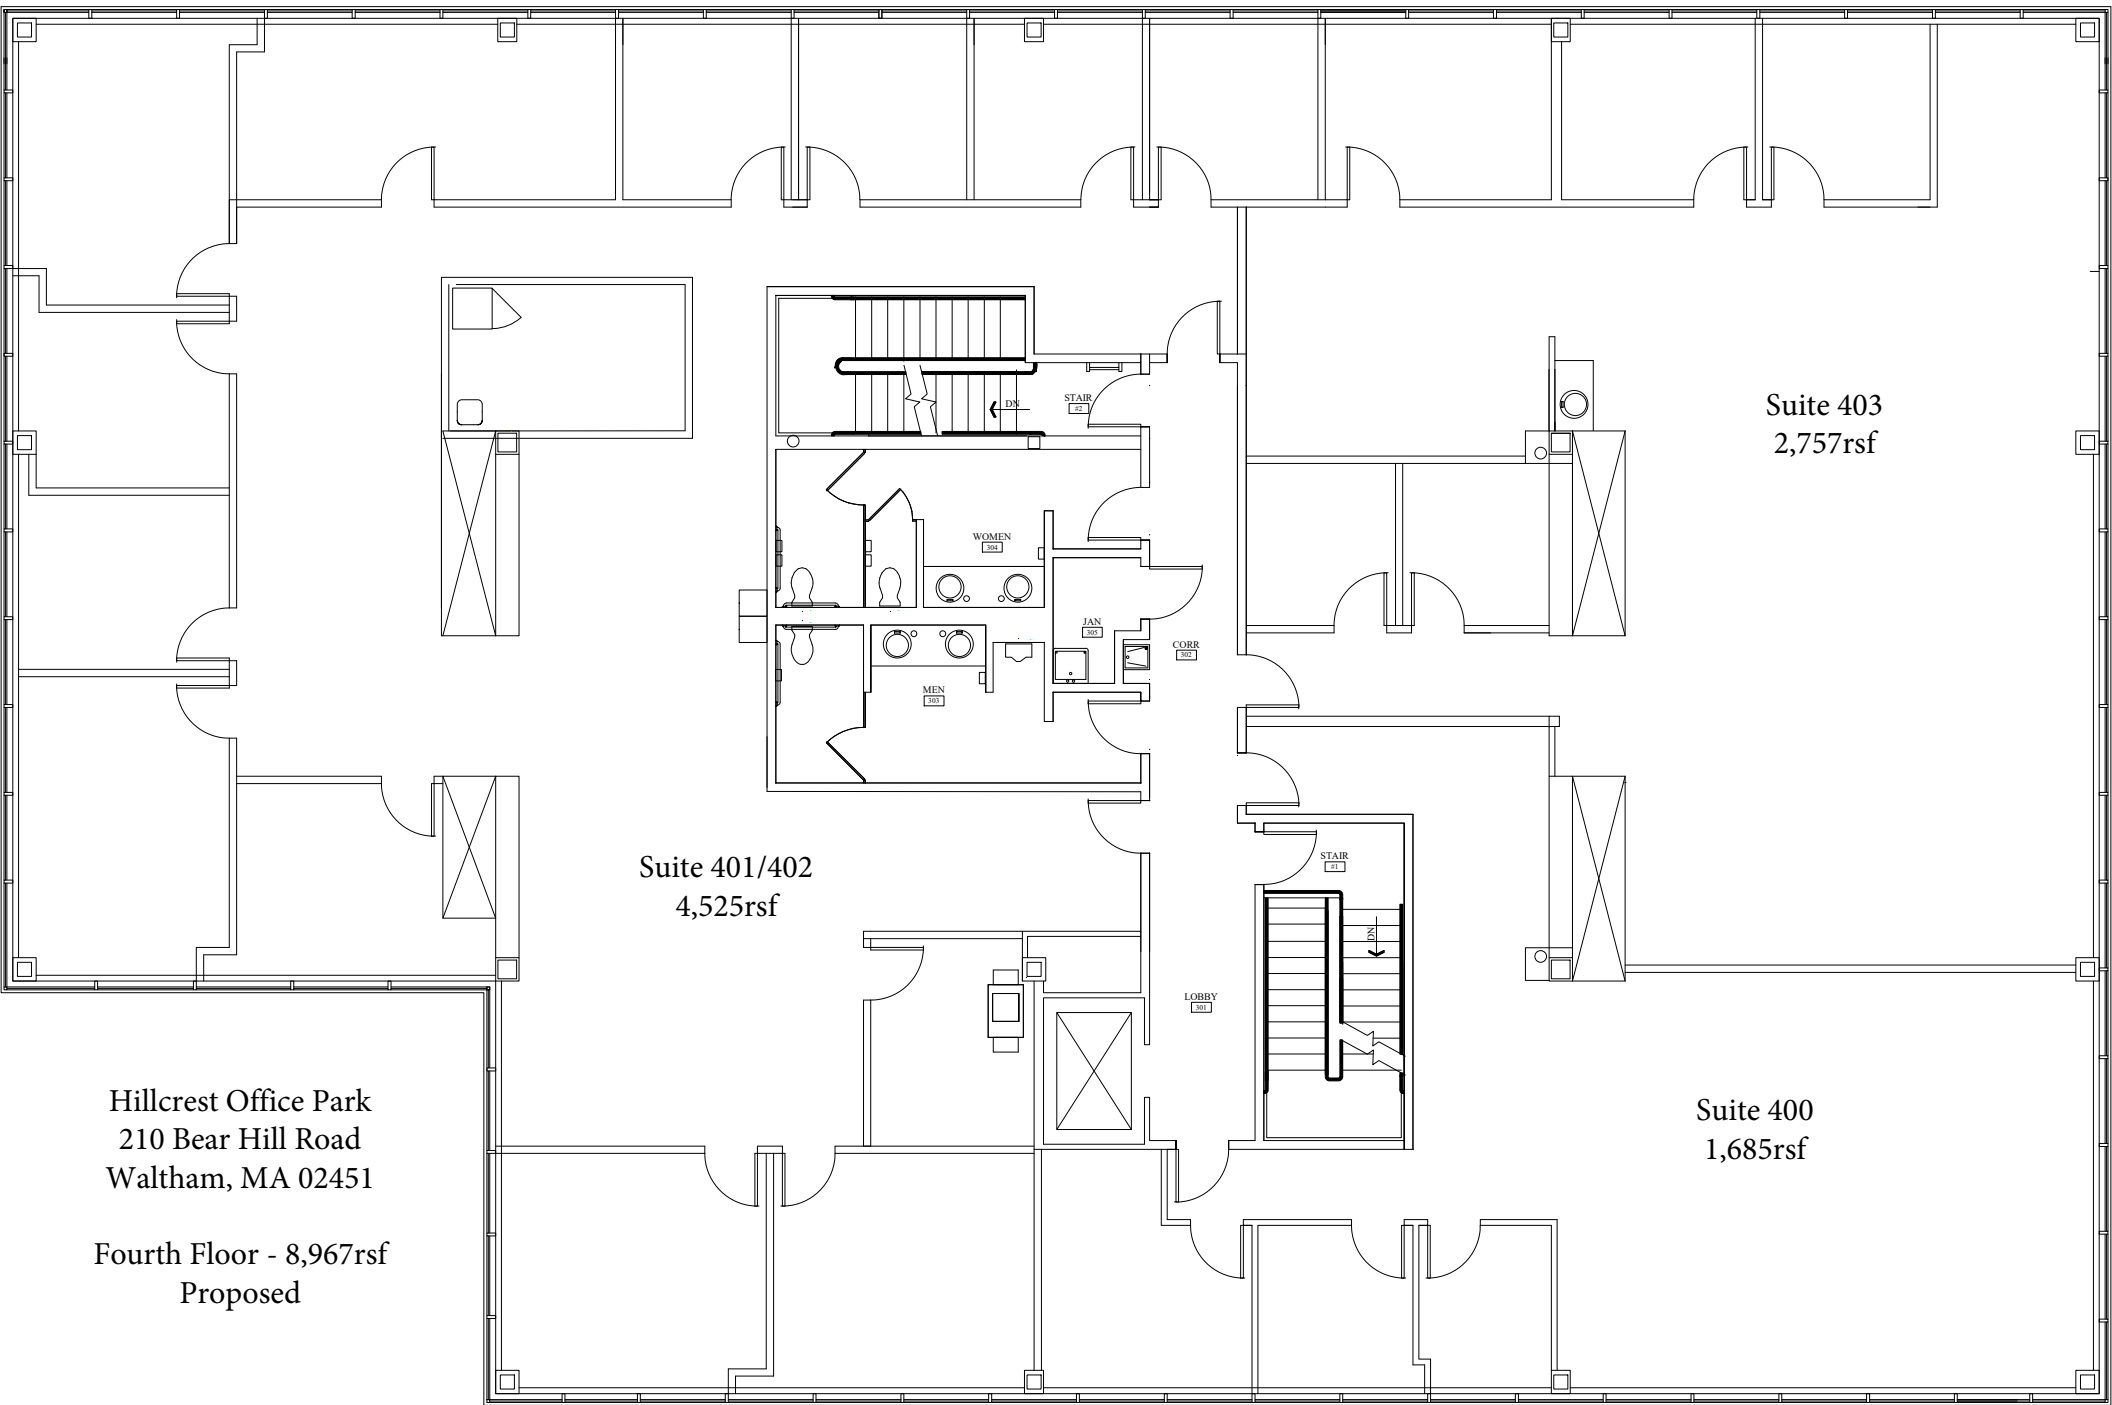 Suite 403
2,757rsf
DN
STAIR
#2
WOMEN
304
JAN
305
CORR
302
MEN
303
Suite 401/402
4,525rsf
STAIR
#1
DN
LOBBY
301
Hillcrest Office Park
210 Bear Hill Road
Waltham, MA 02451
Fourth Floor - 8,967rsf
Proposed
Suite 400
1,685rsf